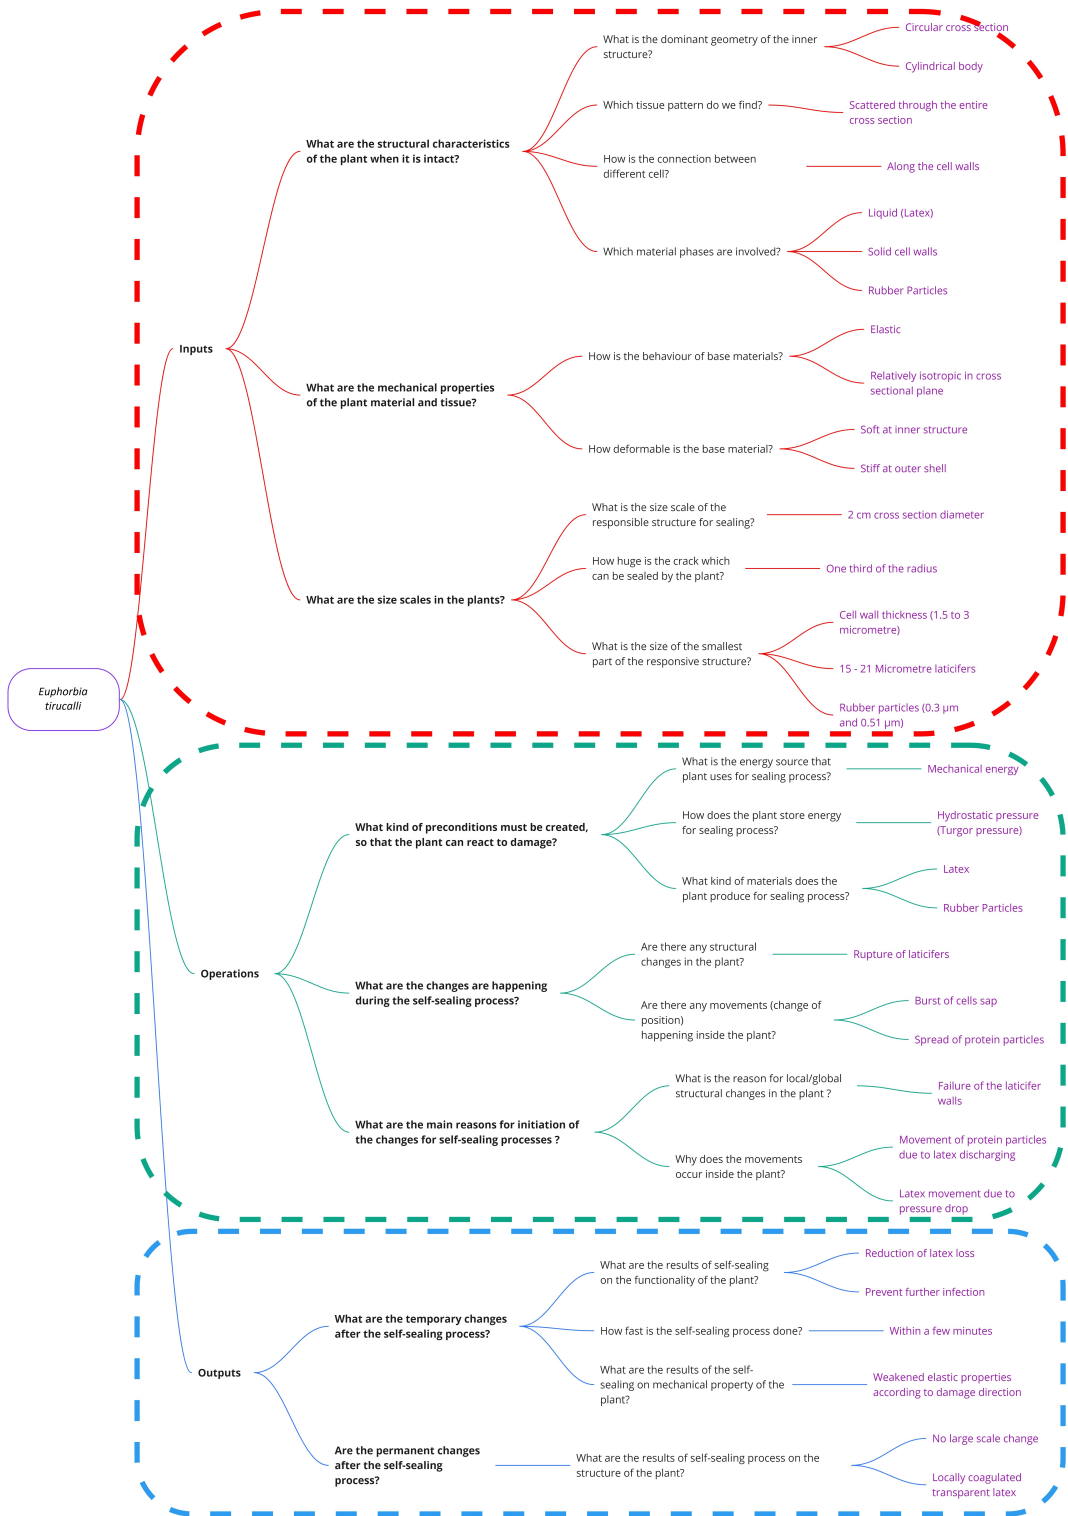 Euphorbia
tirucalli
Inputs
What are the structural characteristics
of the plant when it is intact?
What is the dominant geometry of the inner
structure?
Circular cross section
Cylindrical body
Which tissue pattern do we find?
Scattered through the entire
cross section
How is the connection between
different cell?
Along the cell walls
Which material phases are involved?
Liquid (Latex)
Solid cell walls
Rubber Particles
What are the mechanical properties
of the plant material and tissue?
How is the behaviour of base materials?
Elastic
Relatively isotropic in cross
sectional plane
How deformable is the base material?
Soft at inner structure
Stiff at outer shell
What are the size scales in the plants?
What is the size scale of the
responsible structure for sealing?
2 cm cross section diameter
How huge is the crack which
can be sealed by the plant?
One third of the radius
What is the size of the smallest
part of the responsive structure?
Cell wall thickness (1.5 to 3
micrometre)
15 - 21 Micrometre laticifers
Rubber particles (0.3 μm
and 0.51 μm)
Operations
What kind of preconditions must be created,
so that the plant can react to damage?
What is the energy source that
plant uses for sealing process?
Mechanical energy
How does the plant store energy
for sealing process?
Hydrostatic pressure
(Turgor pressure)
What kind of materials does the
plant produce for sealing process?
Latex
Rubber Particles
What are the changes are happening
during the self-sealing process?
Are there any structural
changes in the plant?
Rupture of laticifers
Are there any movements (change of
position)
happening inside the plant?
Burst of cells sap
Spread of protein particles
What are the main reasons for initiation of
the changes for self-sealing processes ?
What is the reason for local/global
structural changes in the plant ?
Failure of the laticifer
walls
Why does the movements
occur inside the plant?
Movement of protein particles
due to latex discharging
Latex movement due to
pressure drop
Outputs
What are the temporary changes
after the self-sealing process?
What are the results of self-sealing
on the functionality of the plant?
Reduction of latex loss
Prevent further infection
How fast is the self-sealing process done?
Within a few minutes
What are the results of the self-
sealing on mechanical property of the
plant?
Weakened elastic properties
according to damage direction
Are the permanent changes
after the self-sealing
process?
What are the results of self-sealing process on the
structure of the plant?
No large scale change
Locally coagulated
transparent latex